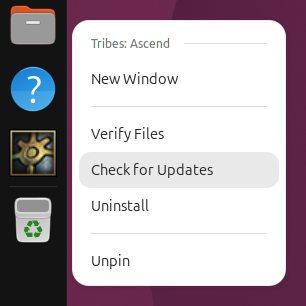 Tribes: Ascend
New Window
Verify Files
Check for Updates
Uninstall
Unpin